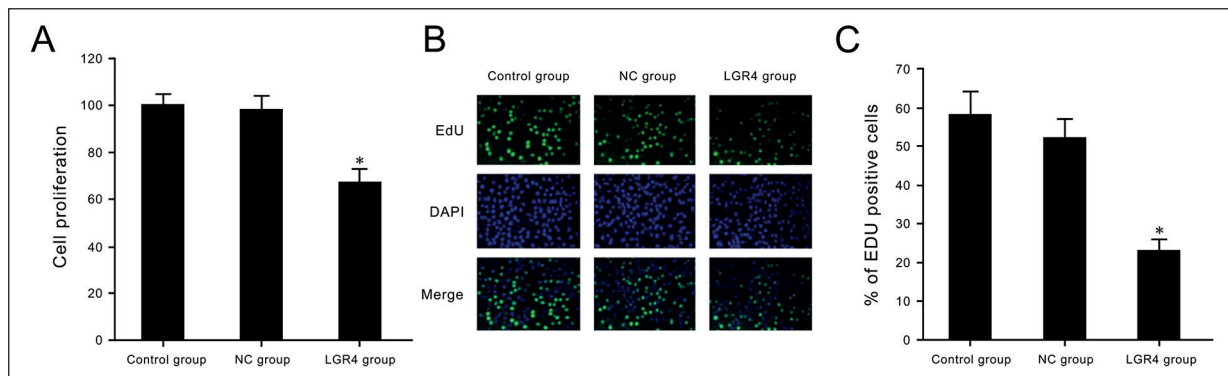 A
Cell proliferation
120
100
80
60
40
20
0
Control group NC group LGR4 group
*
B
Control group NC group LGR4 group
EdU
DAPI
Merge
C
% of EDU positive cells
70
60
50
40
30
20
10
0
Control group NC group LGR4 group
*